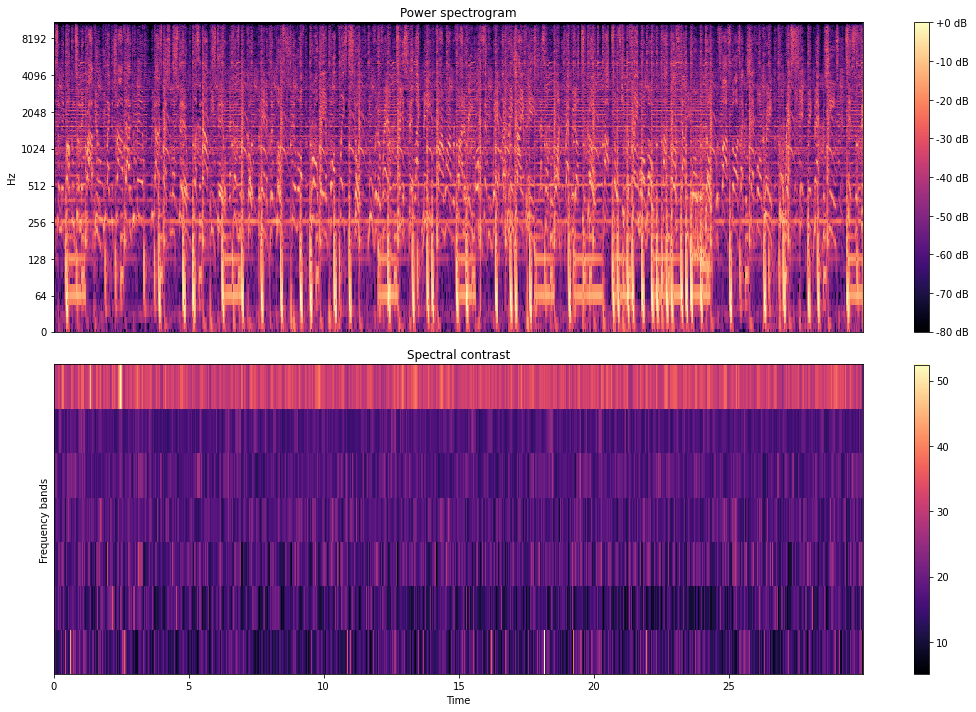 Power spectrogram
Hz
8192
4096
2048
1024
512
256
128
64
0
+0 dB
-10 dB
-20 dB
-30 dB
-40 dB
-50 dB
-60 dB
-70 dB
-80 dB
Spectral contrast
Frequency bands
0 5 10 15 20 25
Time
50
40
30
20
10